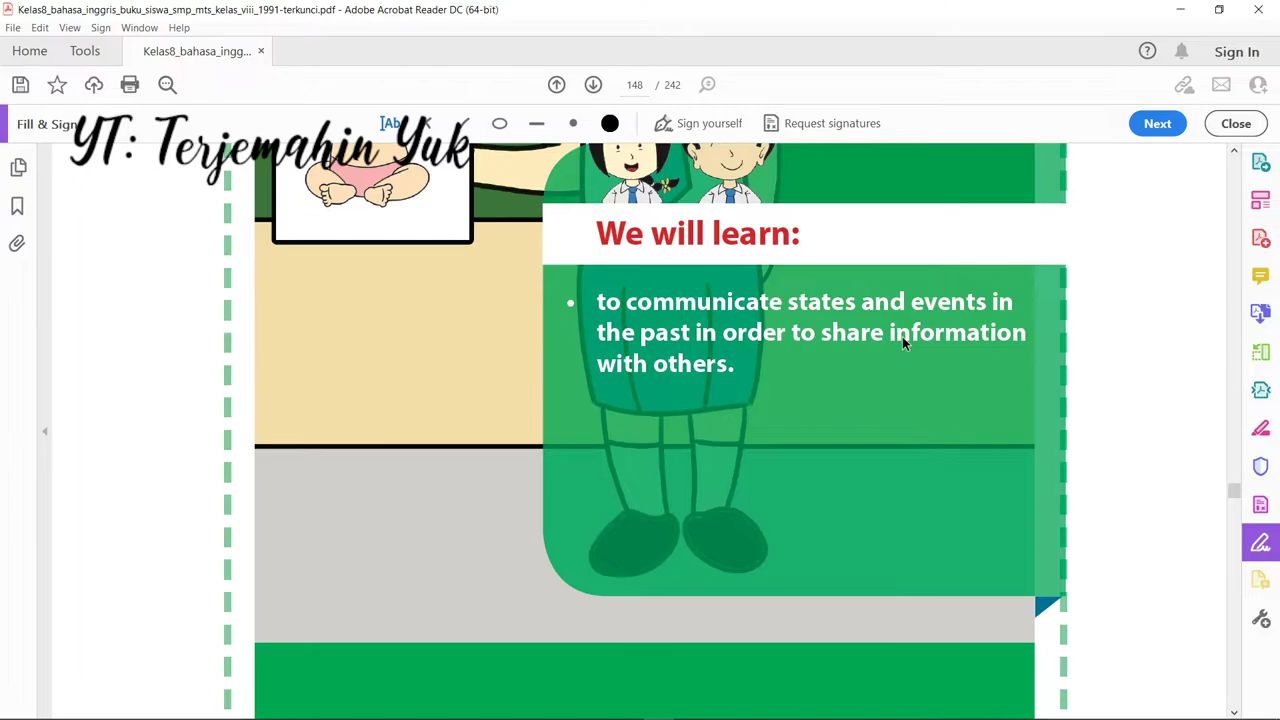 Kelas8_bahasa_inggris_buku_siswa_smp_mts_kelas_viii_1991-terkunci.pdf - Adobe Acrobat Reader DC (64-bit)
File Edit View Sign Window Help
Home Tools Kelas8_bahasa_ingg... × Sign In
148 / 242
Fill & Sign
Sign yourself Request signatures Next Close
YT: Terjemahin Yuk
We will learn:
• to communicate states and events in
the past in order to share information
with others.